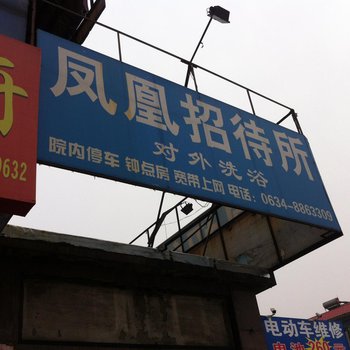 凤凰招待所
对外洗浴
院内停车 钟点房 宽带上网 电话：0634-8863309
9632
电动车维修